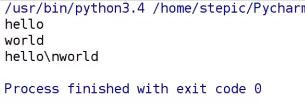 /usr/bin/python3.4 /home/stepic/Pycharm
hello
world
hello\nworld
Process finished with exit code 0